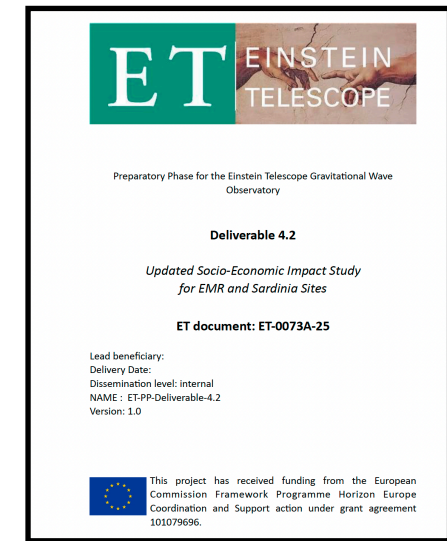 ET EINSTEIN
TELESCOPE
Preparatory Phase for the Einstein Telescope Gravitational Wave
Observatory
Deliverable 4.2
Updated Socio-Economic Impact Study
for EMR and Sardinia Sites
ET document: ET-0073A-25
Lead beneficiary:
Delivery Date:
Dissemination level: internal
NAME : ET-PP-Deliverable-4.2
Version: 1.0
This project has received funding from the European
Commission Framework Programme Horizon Europe
Coordination and Support action under grant agreement
101079696.